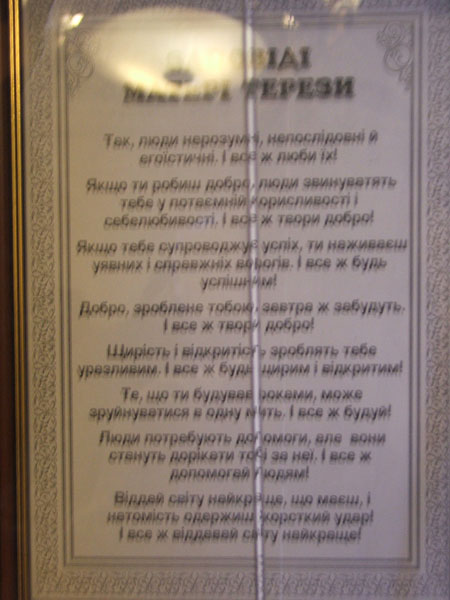 ЗАПОВІДІ
МАТЕРІ ТЕРЕЗИ
Так, люди нерозумні, непослідовні й
егоїстичні. І все ж люби їх!
Якщо ти робиш добро, люди звинуватять
тебе у потаємній корисливості і
себелюбивості. І все ж твори добро!
Якщо тебе супроводжує успіх, ти наживаєш
уявних і справжніх ворогів. І все ж будь
успішним!
Добро, зроблене тобою, завтра ж забудуть.
І все ж твори добро!
Щирість і відкритість зроблять тебе
уразливим. І все ж будь щирим і відкритим!
Те, що ти будував роками, може
зруйнуватися в одну мить. І все ж будуй!
Люди потребують допомоги, але вони
стануть дорікати тобі за неї. І все ж
допомагай людям!
Віддай світу найкраще, що маєш, і
натомість одержиш жорсткий удар!
І все ж віддавай світу найкраще!